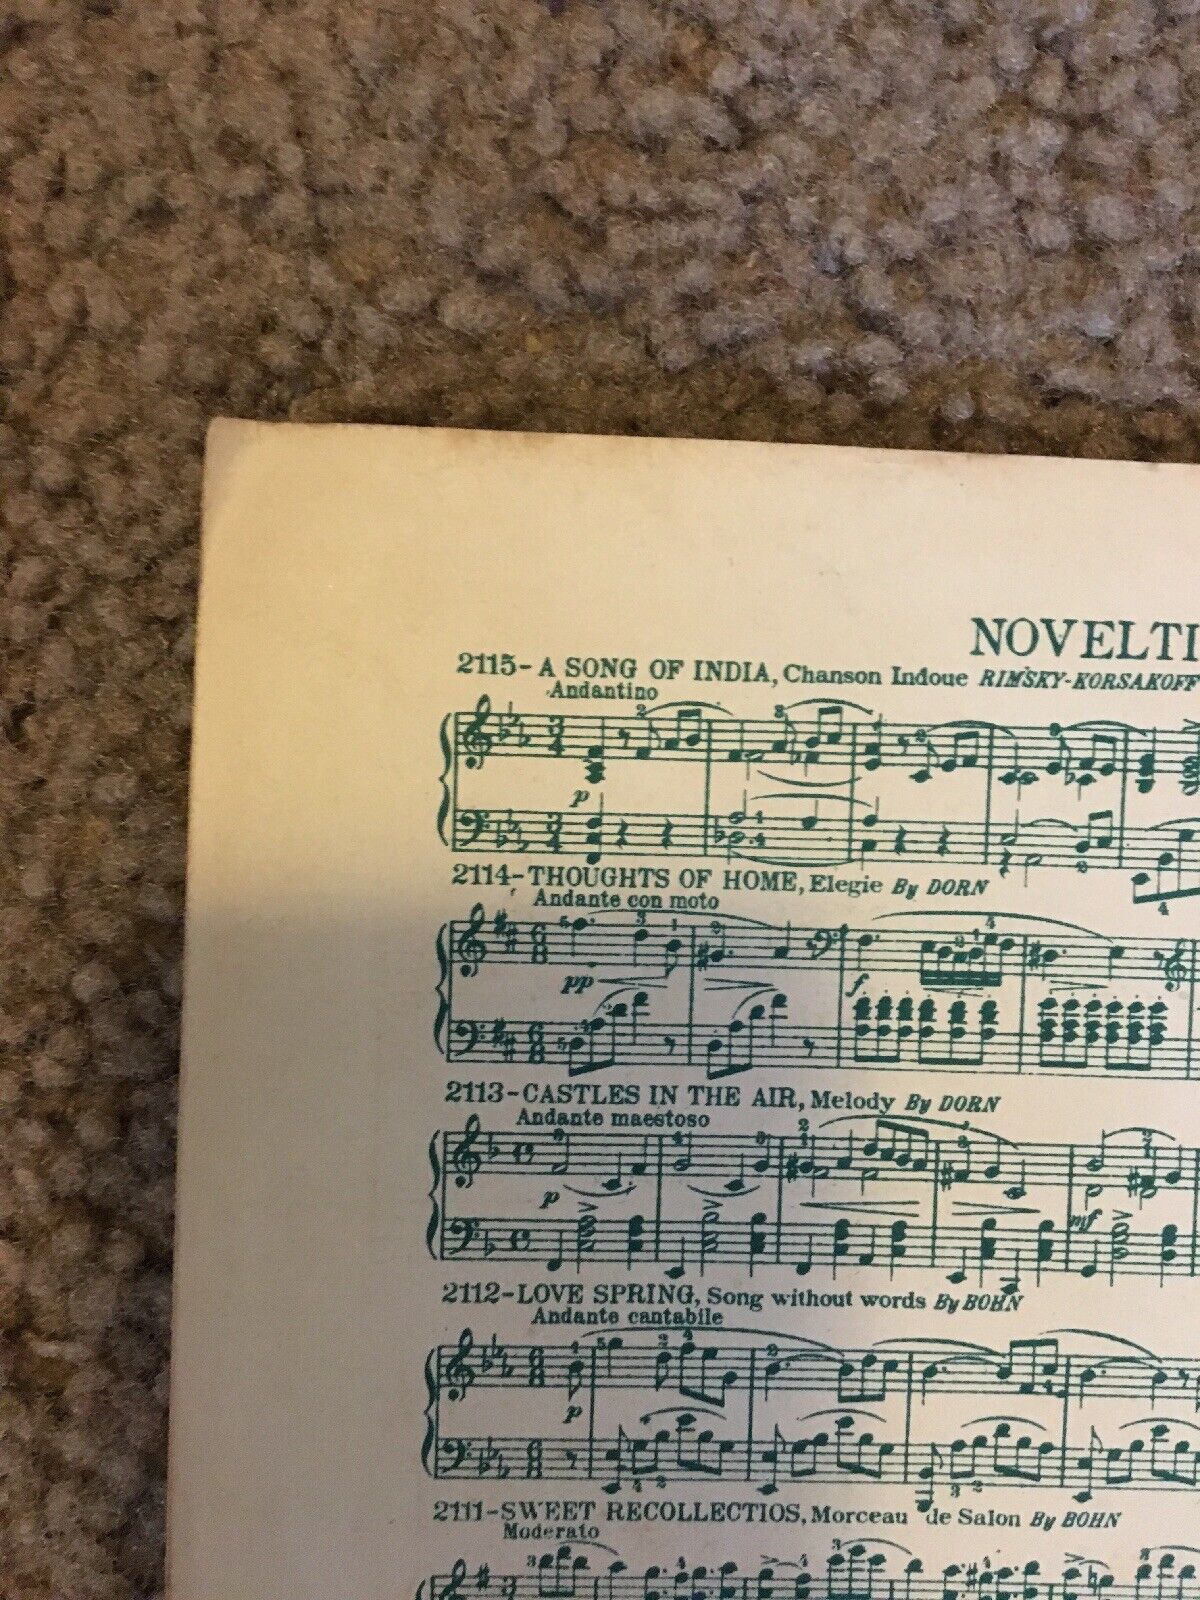 NOVELTI
2115-A SONG OF INDIA, Chanson Indoue RIMSKY-KORSAKOFF
Andantino
p
2114-THOUGHTS OF HOME, Elegie By DORN
Andante con moto
pp f
2113-CASTLES IN THE AIR, Melody By DORN
Andante maestoso
p mf
2112-LOVE SPRING, Song without words By BOHN
Andante cantabile
p
2111-SWEET RECOLLECTIOS, Morceau de Salon By BOHN
Moderato